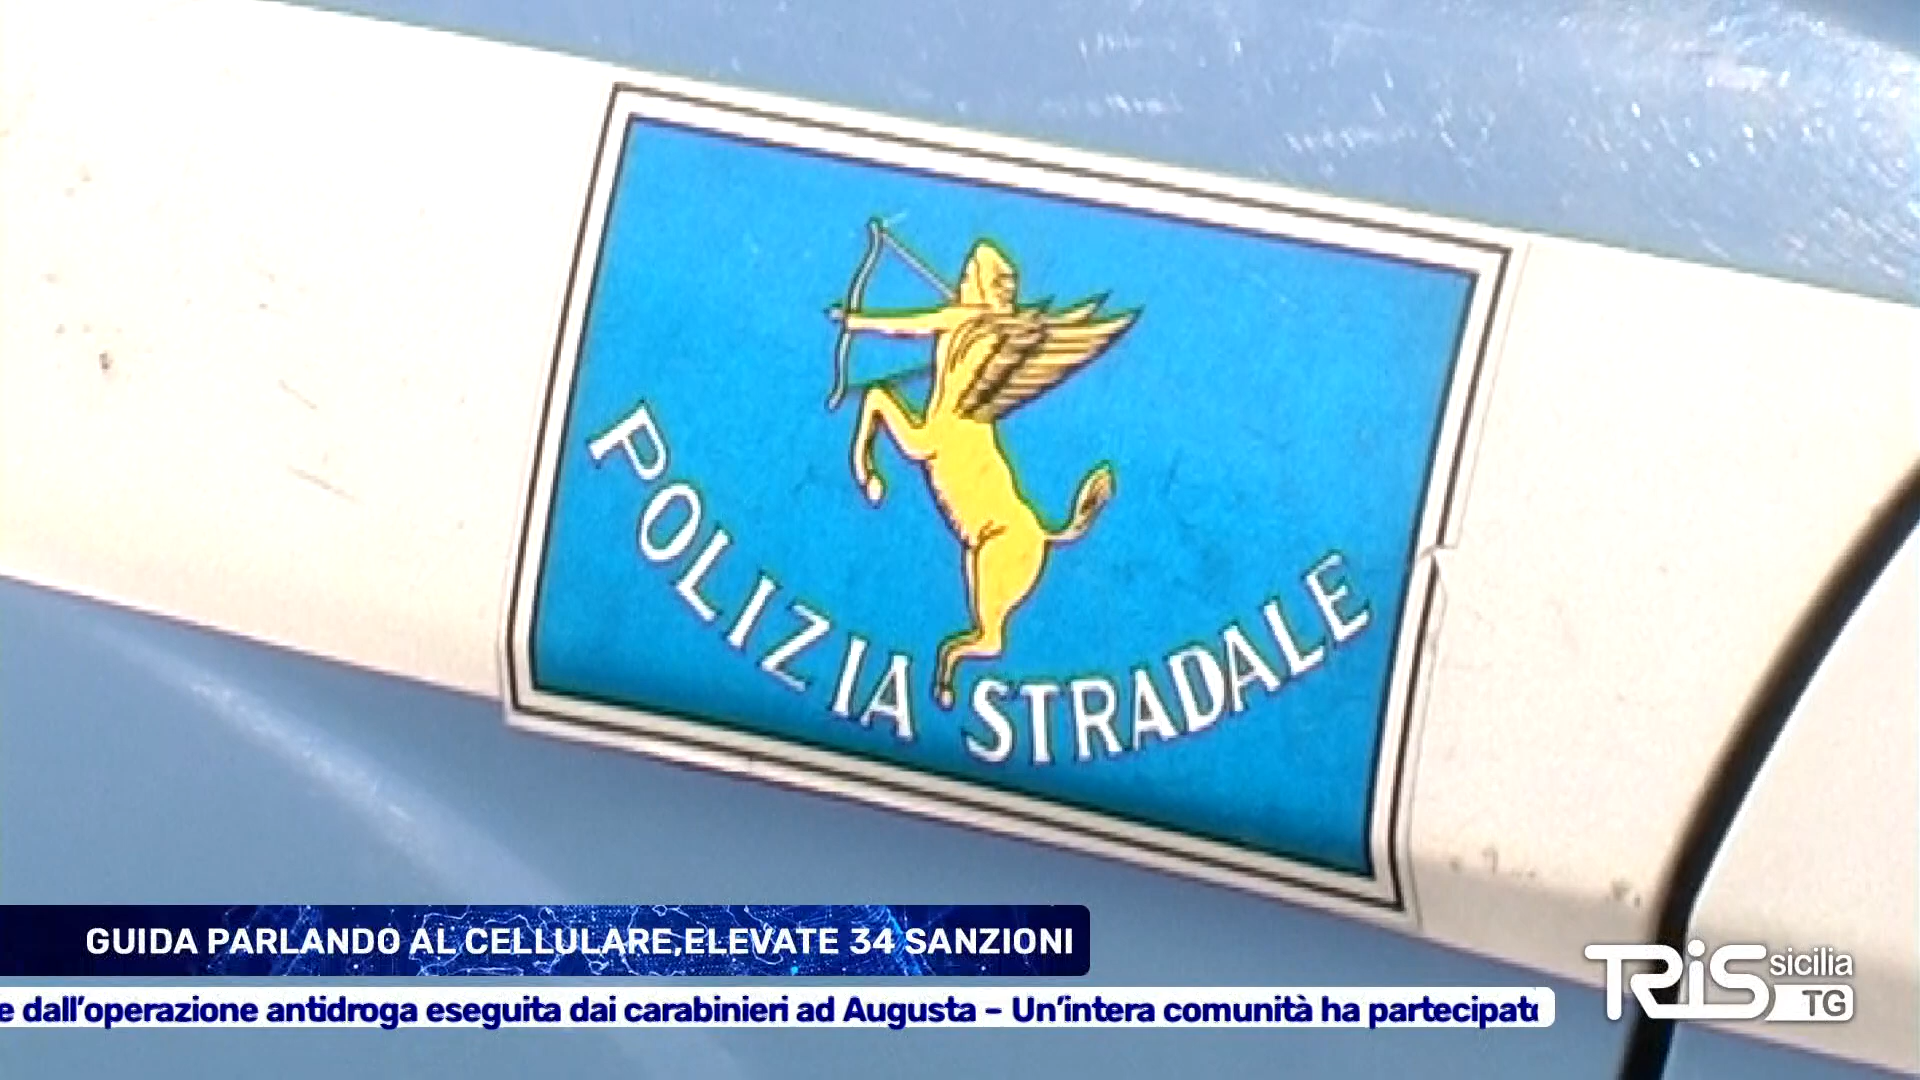 POLIZIA STRADALE
GUIDA PARLANDO AL CELLULARE,ELEVATE 34 SANZIONI
e dall'operazione antidroga eseguita dai carabinieri ad Augusta – Un'intera comunità ha partecipato
TRiS sicilia
TG